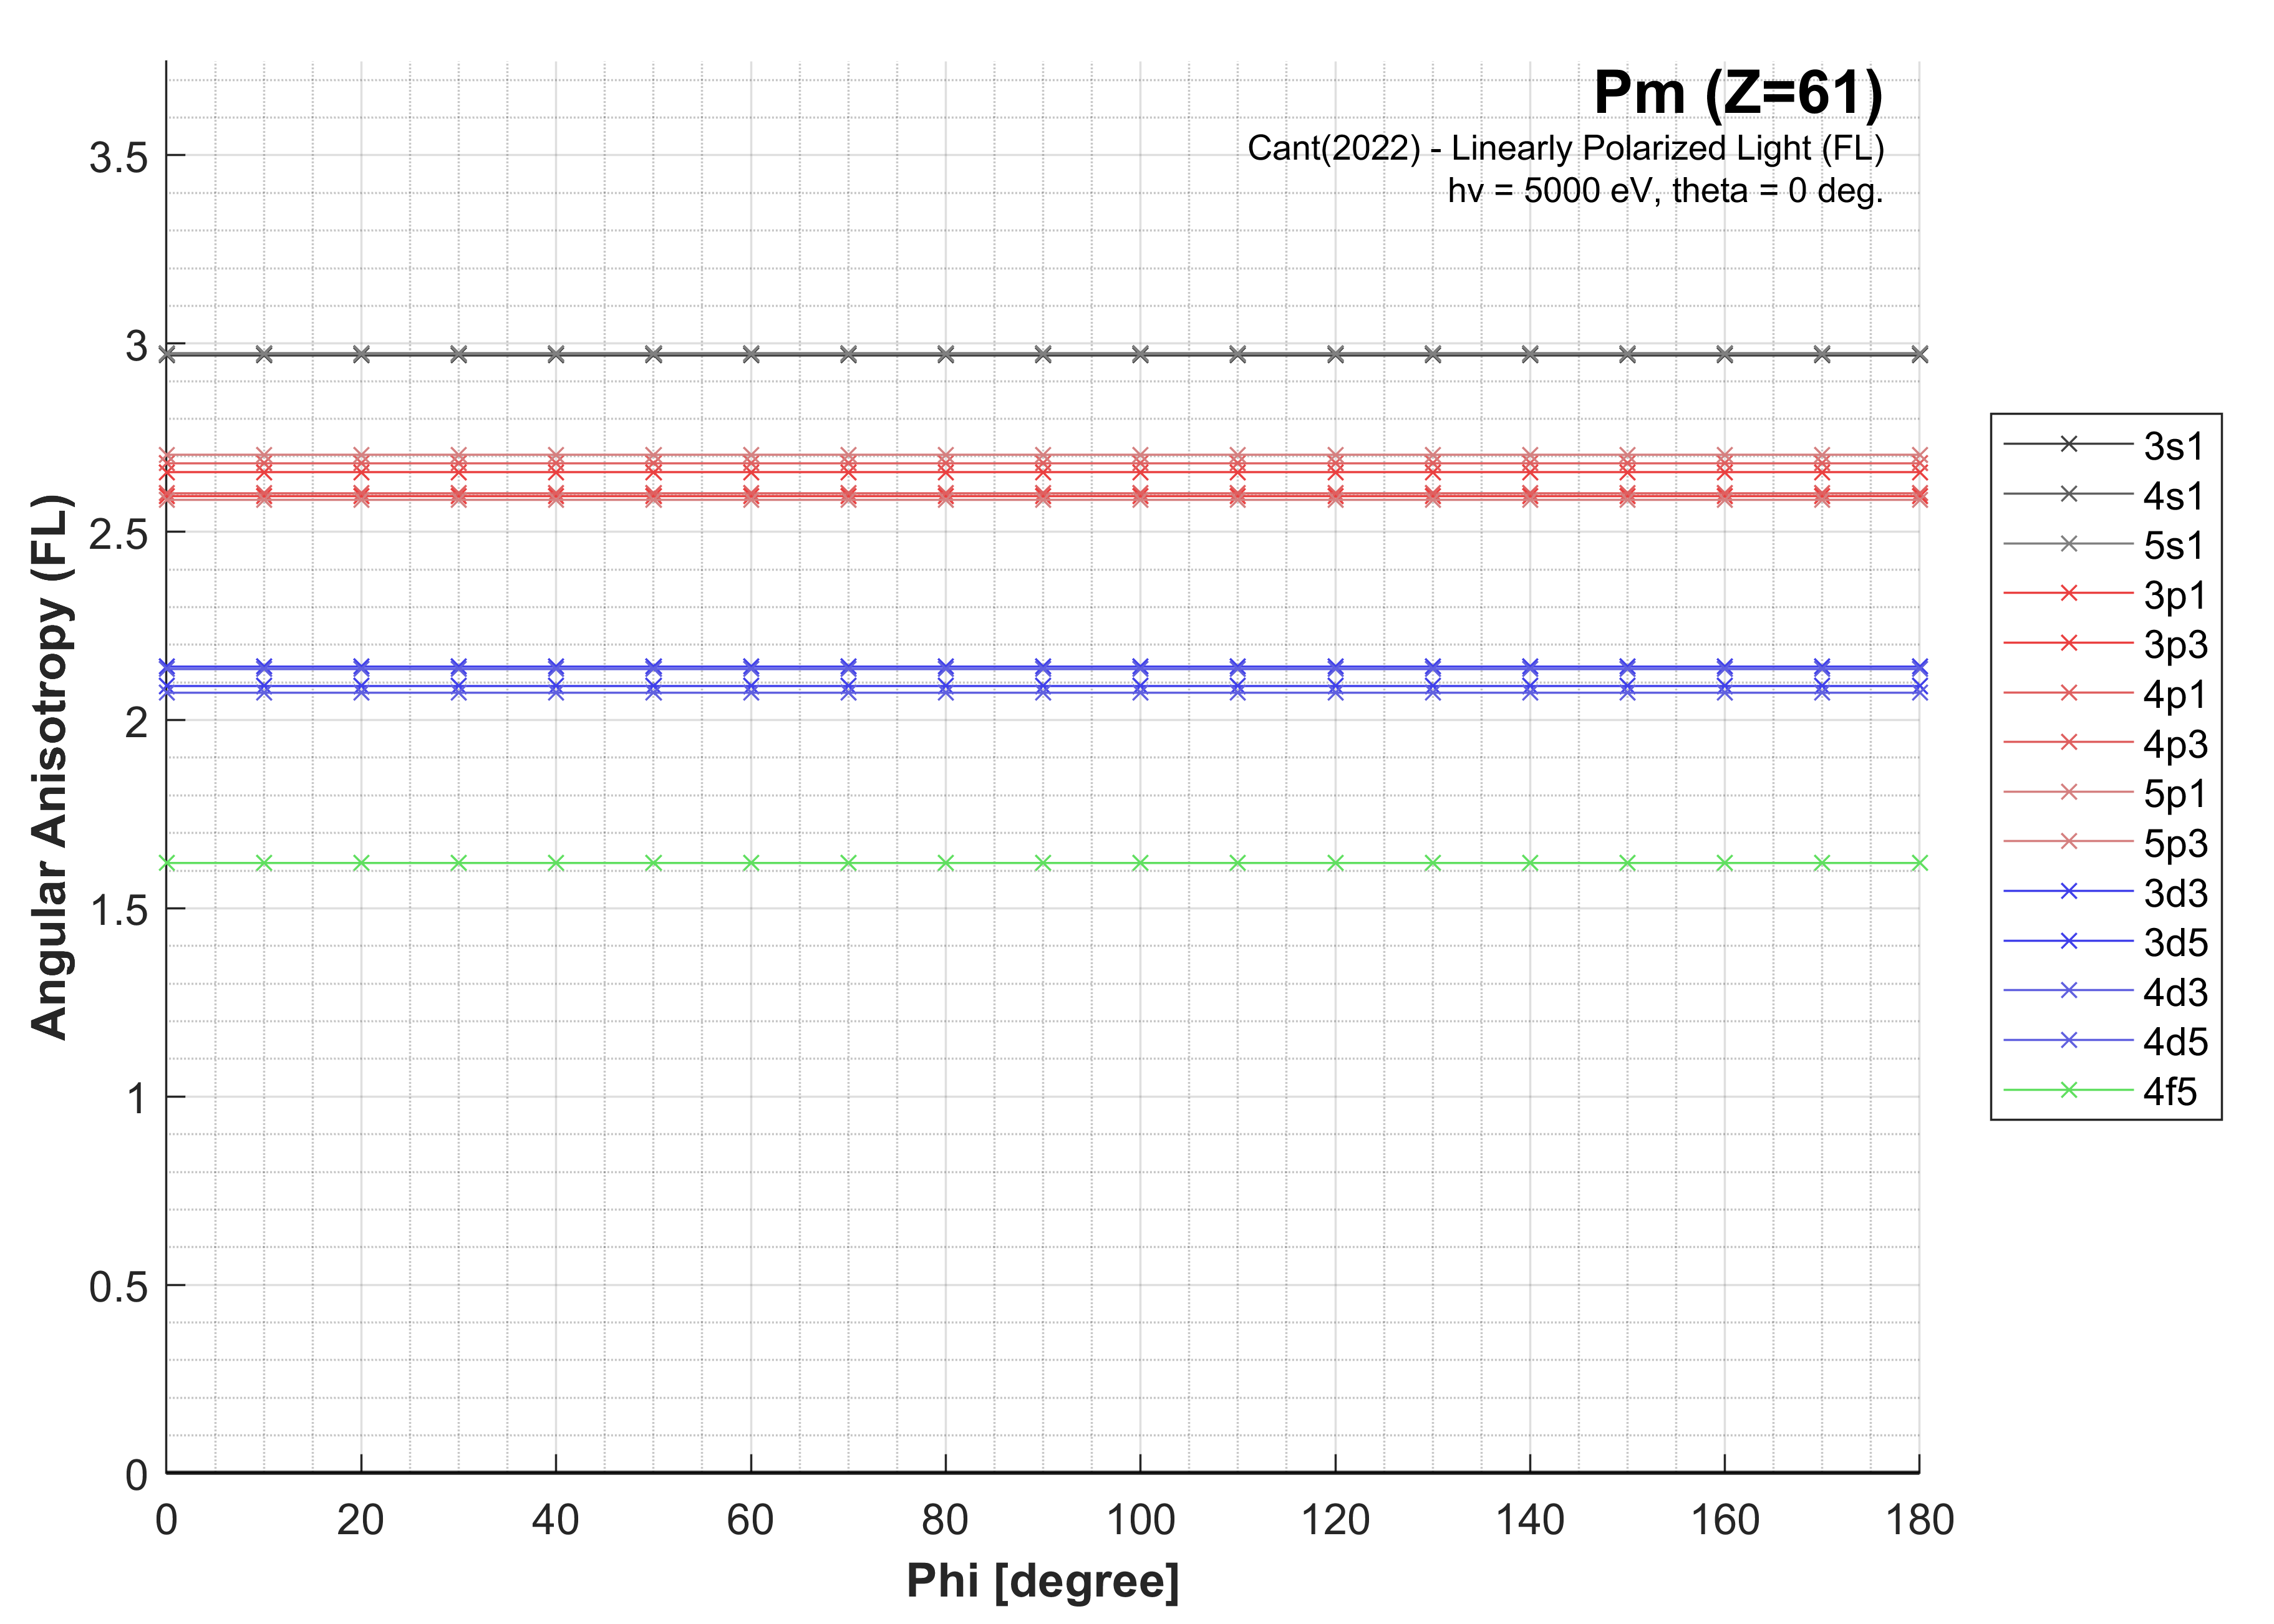 Pm (Z=61)
Cant(2022) - Linearly Polarized Light (FL)
hv = 5000 eV, theta = 0 deg.
Angular Anisotropy (FL)
3.5
3
2.5
2
1.5
1
0.5
0
0 20 40 60 80 100 120 140 160 180
Phi [degree]
3s1
4s1
5s1
3p1
3p3
4p1
4p3
5p1
5p3
3d3
3d5
4d3
4d5
4f5